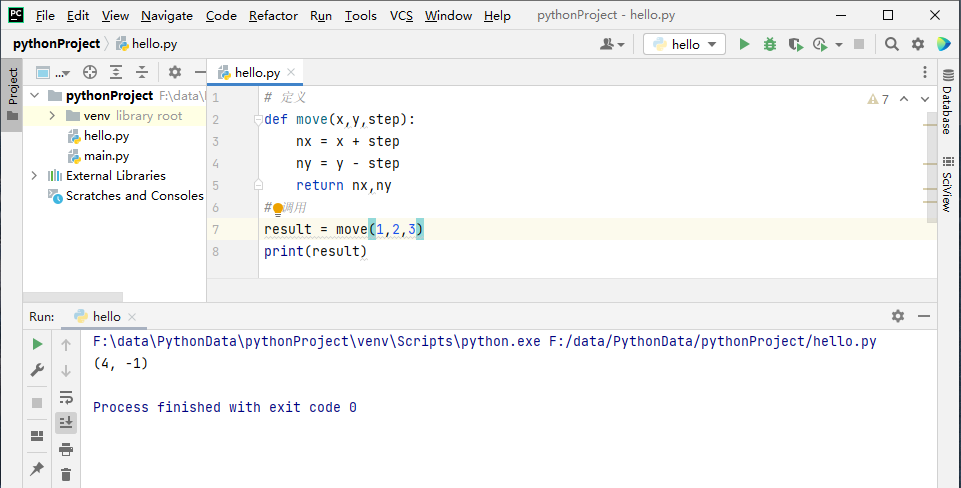 PC File Edit View Navigate Code Refactor Run Tools VCS Window Help pythonProject - hello.py
pythonProject hello.py hello
Project
... hello.py
pythonProject F:\data\
venv library root
hello.py
main.py
External Libraries
Scratches and Consoles
1 # 定义
2 def move(x,y,step):
3 nx = x + step
4 ny = y - step
5 return nx,ny
6 # 调用
7 result = move(1,2,3)
8 print(result)
7
Database
SciView
Run: hello
F:\data\PythonData\pythonProject\venv\Scripts\python.exe F:/data/PythonData/pythonProject/hello.py
(4, -1)
Process finished with exit code 0